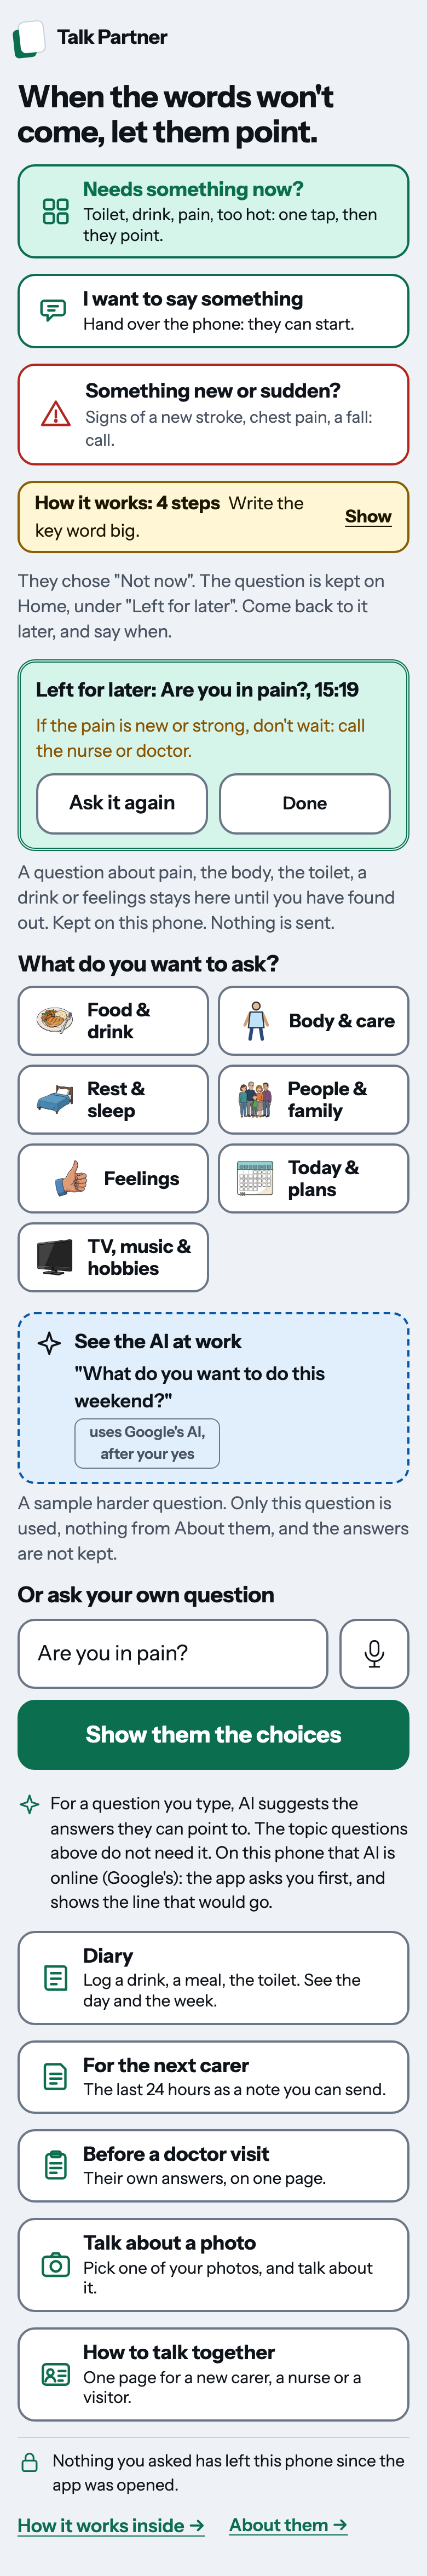 Talk Partner
When the words won't
come, let them point.
Needs something now?
Toilet, drink, pain, too hot: one tap, then
they point.
I want to say something
Hand over the phone: they can start.
Something new or sudden?
Signs of a new stroke, chest pain, a fall:
call.
How it works: 4 steps Write the
key word big.
Show
They chose "Not now". The question is kept on
Home, under "Left for later". Come back to it
later, and say when.
Left for later: Are you in pain?, 15:19
If the pain is new or strong, don't wait: call
the nurse or doctor.
Ask it again
Done
A question about pain, the body, the toilet, a
drink or feelings stays here until you have found
out. Kept on this phone. Nothing is sent.
What do you want to ask?
Food &
drink
Body & care
Rest &
sleep
People &
family
Feelings
Today &
plans
TV, music &
hobbies
See the AI at work
"What do you want to do this
weekend?"
uses Google's AI,
after your yes
A sample harder question. Only this question is
used, nothing from About them, and the answers
are not kept.
Or ask your own question
Are you in pain?
Show them the choices
For a question you type, AI suggests the
answers they can point to. The topic questions
above do not need it. On this phone that AI is
online (Google's): the app asks you first, and
shows the line that would go.
Diary
Log a drink, a meal, the toilet. See the
day and the week.
For the next carer
The last 24 hours as a note you can send.
Before a doctor visit
Their own answers, on one page.
Talk about a photo
Pick one of your photos, and talk about
it.
How to talk together
One page for a new carer, a nurse or a
visitor.
Nothing you asked has left this phone since the
app was opened.
How it works inside →
About them →